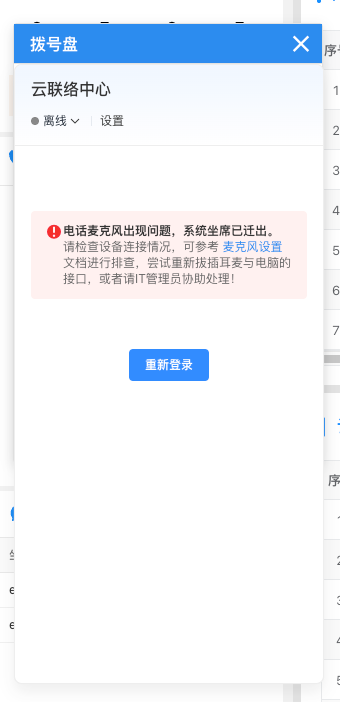 拨号盘
云联络中心
离线
设置
电话麦克风出现问题，系统坐席已迁出。
请检查设备连接情况，可参考 麦克风设置
文档进行排查，尝试重新拔插耳麦与电脑的
接口，或者请IT管理员协助处理！
重新登录
序
1
2
3
4
5
6
7
序
1
2
3
4
5